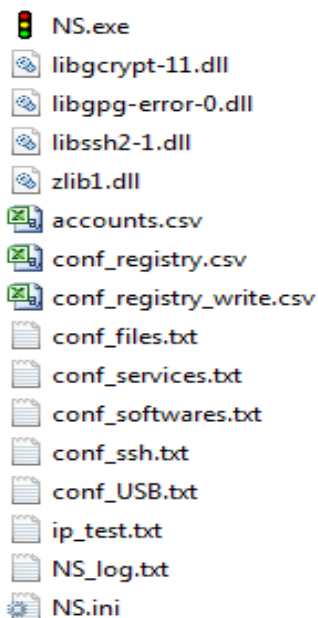 NS.exe
libgcrypt-11.dll
libgpg-error-0.dll
libssh2-1.dll
zlib1.dll
accounts.csv
conf_registry.csv
conf_registry_write.csv
conf_files.txt
conf_services.txt
conf_softwares.txt
conf_ssh.txt
conf_USB.txt
ip_test.txt
NS_log.txt
NS.ini